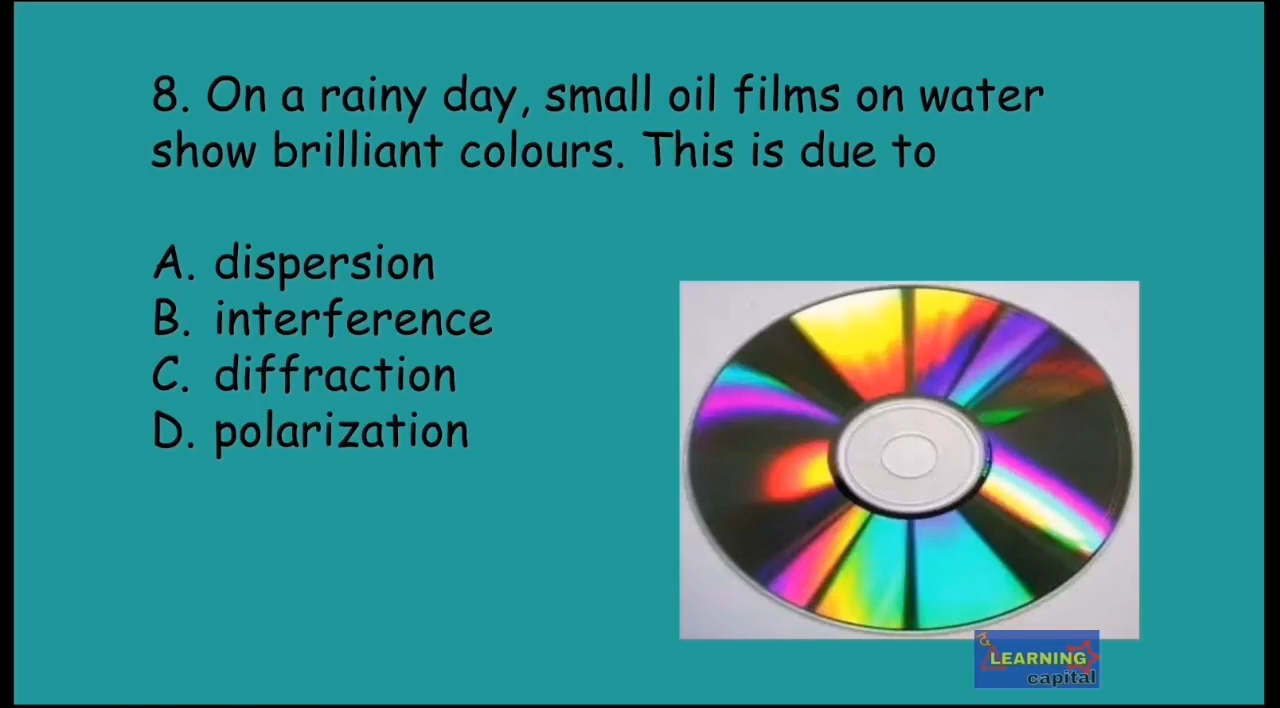 8. On a rainy day, small oil films on water
show brilliant colours. This is due to
A. dispersion
B. interference
C. diffraction
D. polarization
LEARNING
capital